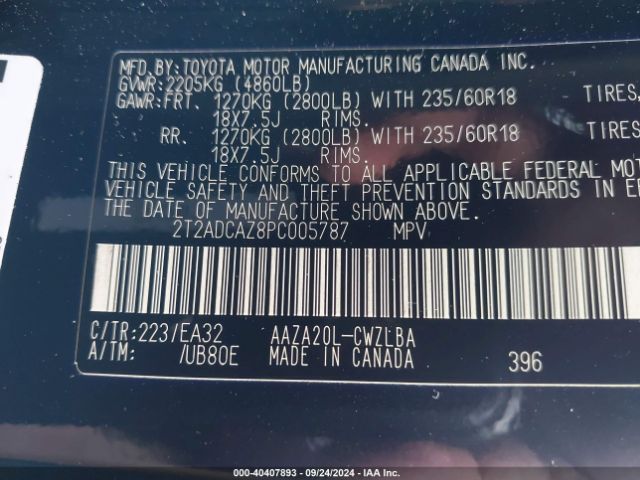 MFD.BY:TOYOTA MOTOR MANUFACTURING CANADA INC.
GVWR:2205KG (4860LB)
GAWR:FRT. 1270KG (2800LB) WITH 235/60R18 TIRES,
18X7.5J RIMS.
RR. 1270KG (2800LB) WITH 235/60R18 TIRES
18X7.5J RIMS.
THIS VEHICLE CONFORMS TO ALL APPLICABLE FEDERAL MOT
VEHICLE SAFETY AND THEFT PREVENTION STANDARDS IN E
THE DATE OF MANUFACTURE SHOWN ABOVE.
2T2ADCAZ8PC005787 MPV
C/TR:223/EA32 AAZA20L-CWZLBA
A/TM: /UB80E MADE IN CANADA 396
000-40407893 - 09/24/2024 - IAA Inc.